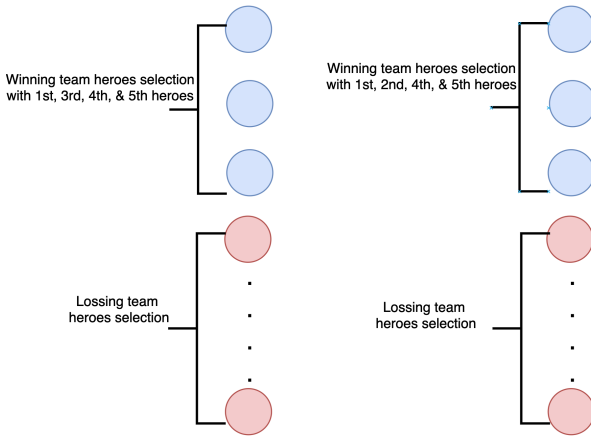 Winning team heroes selection
with 1st, 3rd, 4th, & 5th heroes
Winning team heroes selection
with 1st, 2nd, 4th, & 5th heroes
Lossing team
heroes selection
Lossing team
heroes selection